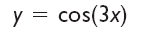 y = cos(3x)